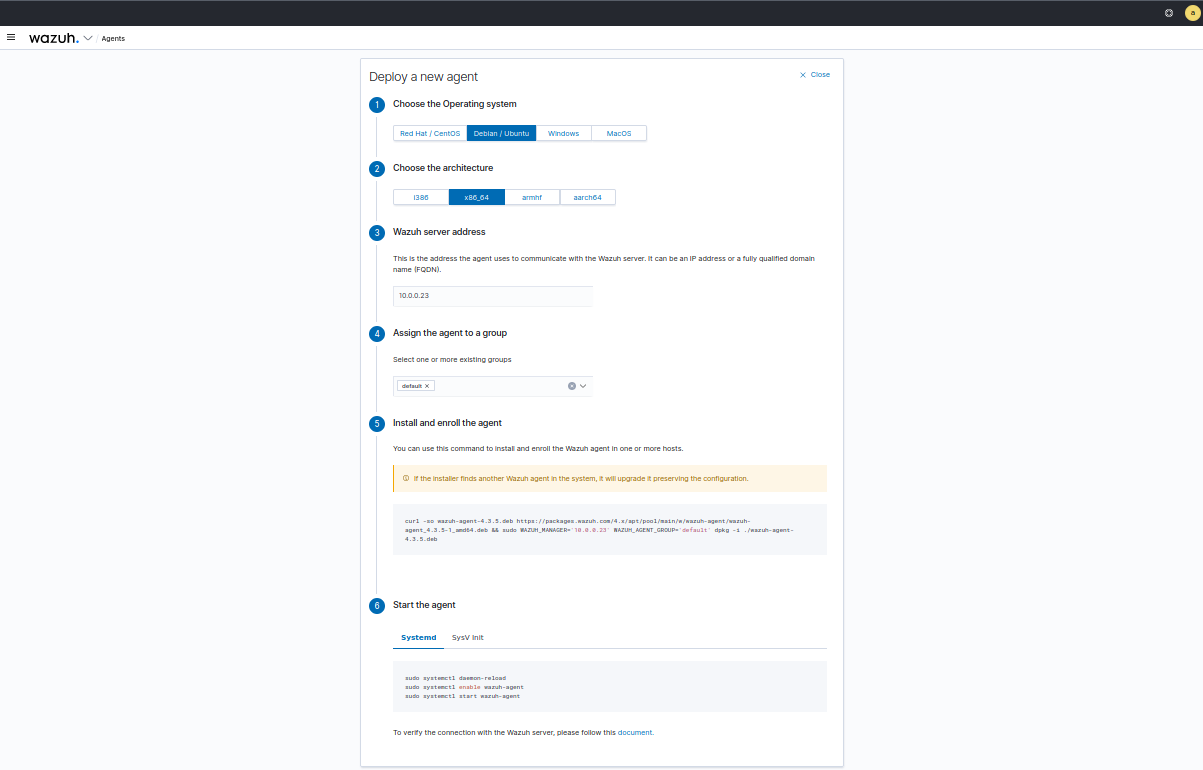 a
wazuh. / Agents
Deploy a new agent
Close
1 Choose the Operating system
Red Hat / CentOS Debian / Ubuntu Windows MacOS
2 Choose the architecture
i386 x86_64 armhf aarch64
3 Wazuh server address
This is the address the agent uses to communicate with the Wazuh server. It can be an IP address or a fully qualified domain
name (FQDN).
10.0.0.23
4 Assign the agent to a group
Select one or more existing groups
default
5 Install and enroll the agent
You can use this command to install and enroll the Wazuh agent in one or more hosts.
If the installer finds another Wazuh agent in the system, it will upgrade it preserving the configuration.
curl -so wazuh-agent-4.3.5.deb https://packages.wazuh.com/4.x/apt/pool/main/w/wazuh-agent/wazuh-
agent_4.3.5-1_amd64.deb && sudo WAZUH_MANAGER='10.0.0.23' WAZUH_AGENT_GROUP='default' dpkg -i ./wazuh-agent-
4.3.5.deb
6 Start the agent
Systemd SysV Init
sudo systemctl daemon-reload
sudo systemctl enable wazuh-agent
sudo systemctl start wazuh-agent
To verify the connection with the Wazuh server, please follow this document.